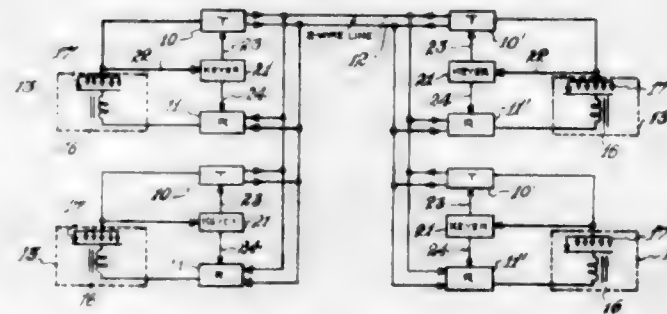 10 T 23 2-WIRE LINE 12 T 10'
17 22 KEYER 21 23 21 KEYER 22 17
13 24 24 13
16 11 R R 11' 16
10 T 23 T 10'
17 21 23 21 KEYER 17
13 24 24
16 11 R R 11' 16